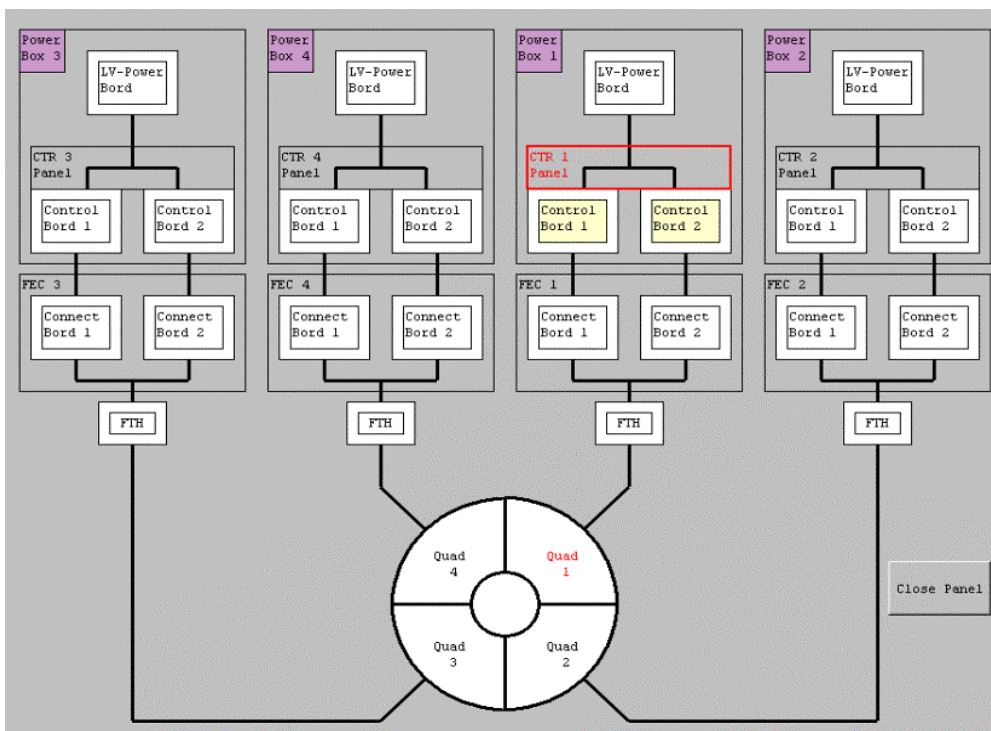 Power
Box 3
LV-Power
Bord
CTR 3
Panel
Control
Bord 1
Control
Bord 2
FEC 3
Connect
Bord 1
Connect
Bord 2
FTH
Power
Box 4
LV-Power
Bord
CTR 4
Panel
Control
Bord 1
Control
Bord 2
FEC 4
Connect
Bord 1
Connect
Bord 2
FTH
Power
Box 1
LV-Power
Bord
CTR 1
Panel
Control
Bord 1
Control
Bord 2
FEC 1
Connect
Bord 1
Connect
Bord 2
FTH
Power
Box 2
LV-Power
Bord
CTR 2
Panel
Control
Bord 1
Control
Bord 2
FEC 2
Connect
Bord 1
Connect
Bord 2
FTH
Quad
4
Quad
1
Quad
3
Quad
2
Close Panel